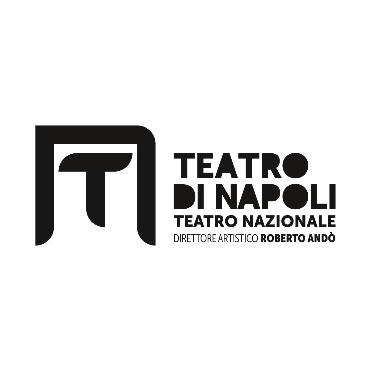 T
TEATRO
DI NAPOLI
TEATRO NAZIONALE
DIRETTORE ARTISTICO ROBERTO ANDÒ